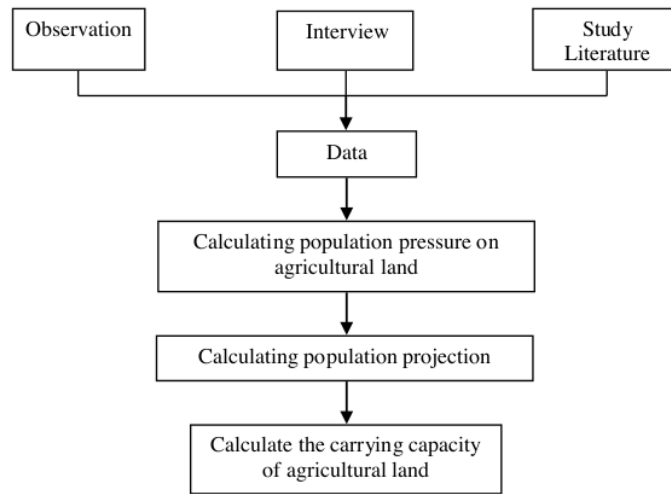 Observation
Interview
Study
Literature
Data
Calculating population pressure on
agricultural land
Calculating population projection
Calculate the carrying capacity
of agricultural land